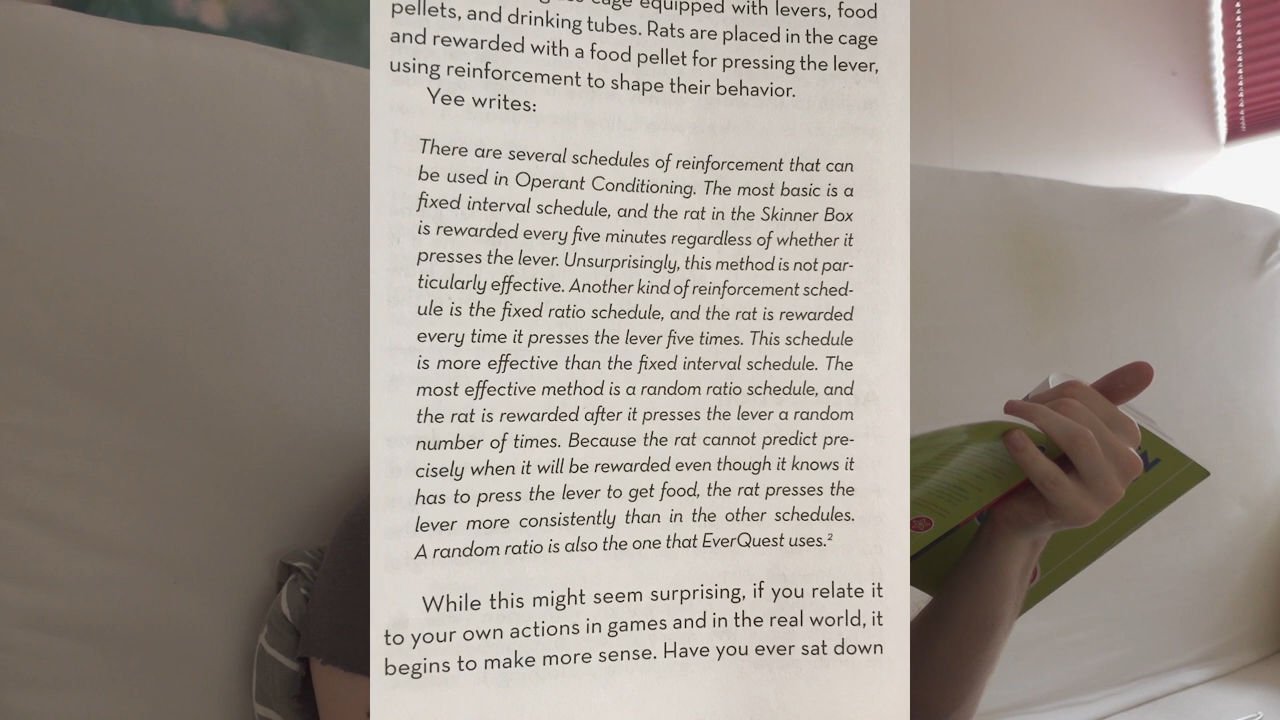 cage equipped with levers, food
pellets, and drinking tubes. Rats are placed in the cage
and rewarded with a food pellet for pressing the lever,
using reinforcement to shape their behavior.
Yee writes:
There are several schedules of reinforcement that can
be used in Operant Conditioning. The most basic is a
fixed interval schedule, and the rat in the Skinner Box
is rewarded every five minutes regardless of whether it
presses the lever. Unsurprisingly, this method is not par-
ticularly effective. Another kind of reinforcement sched-
ule is the fixed ratio schedule, and the rat is rewarded
every time it presses the lever five times. This schedule
is more effective than the fixed interval schedule. The
most effective method is a random ratio schedule, and
the rat is rewarded after it presses the lever a random
number of times. Because the rat cannot predict pre-
cisely when it will be rewarded even though it knows it
has to press the lever to get food, the rat presses the
lever more consistently than in the other schedules.
A random ratio is also the one that EverQuest uses.²
While this might seem surprising, if you relate it
to your own actions in games and in the real world, it
begins to make more sense. Have you ever sat down